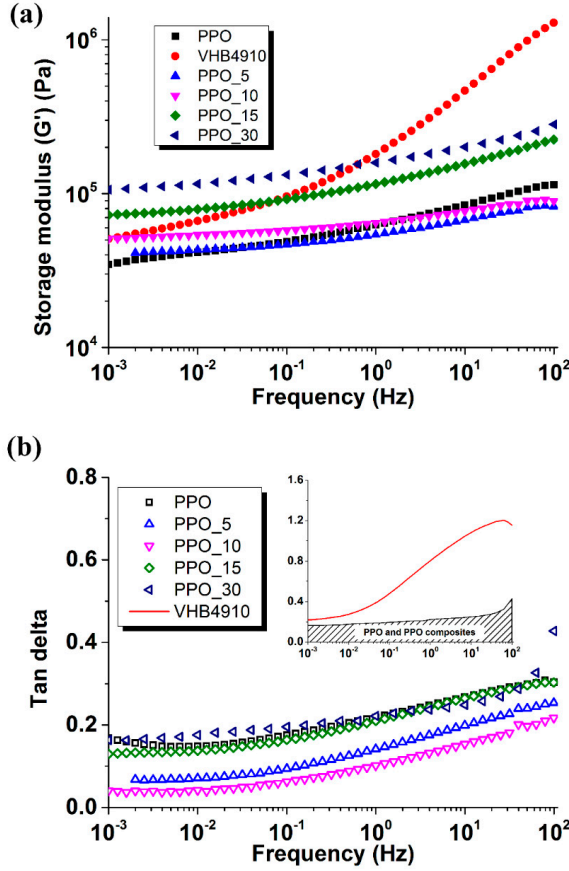 (a)
Storage modulus (G') (Pa)
10^6
10^5
10^4
PPO
VHB4910
PPO_5
PPO_10
PPO_15
PPO_30
10^-3 10^-2 10^-1 10^0 10^1 10^2
Frequency (Hz)
(b)
Tan delta
0.8
0.6
0.4
0.2
0.0
PPO
PPO_5
PPO_10
PPO_15
PPO_30
VHB4910
1.6
1.2
0.8
0.4
0.0
PPO and PPO composites
10^-3 10^-2 10^-1 10^0 10^1 10^2
10^-3 10^-2 10^-1 10^0 10^1 10^2
Frequency (Hz)